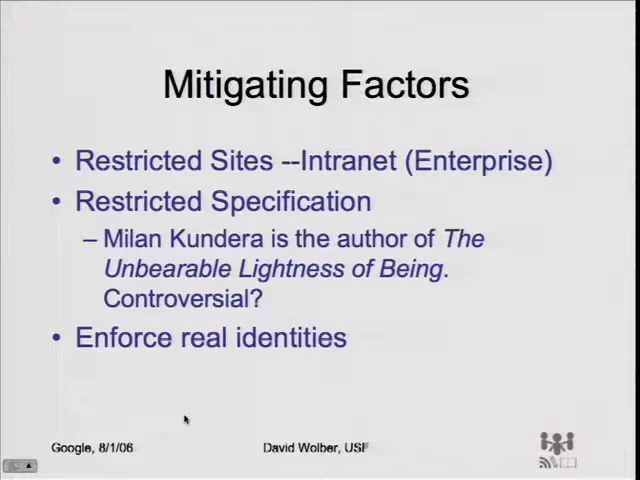 Mitigating Factors
• Restricted Sites --Intranet (Enterprise)
• Restricted Specification
– Milan Kundera is the author of The
Unbearable Lightness of Being.
Controversial?
• Enforce real identities
Google, 8/1/06
David Wolber, USF